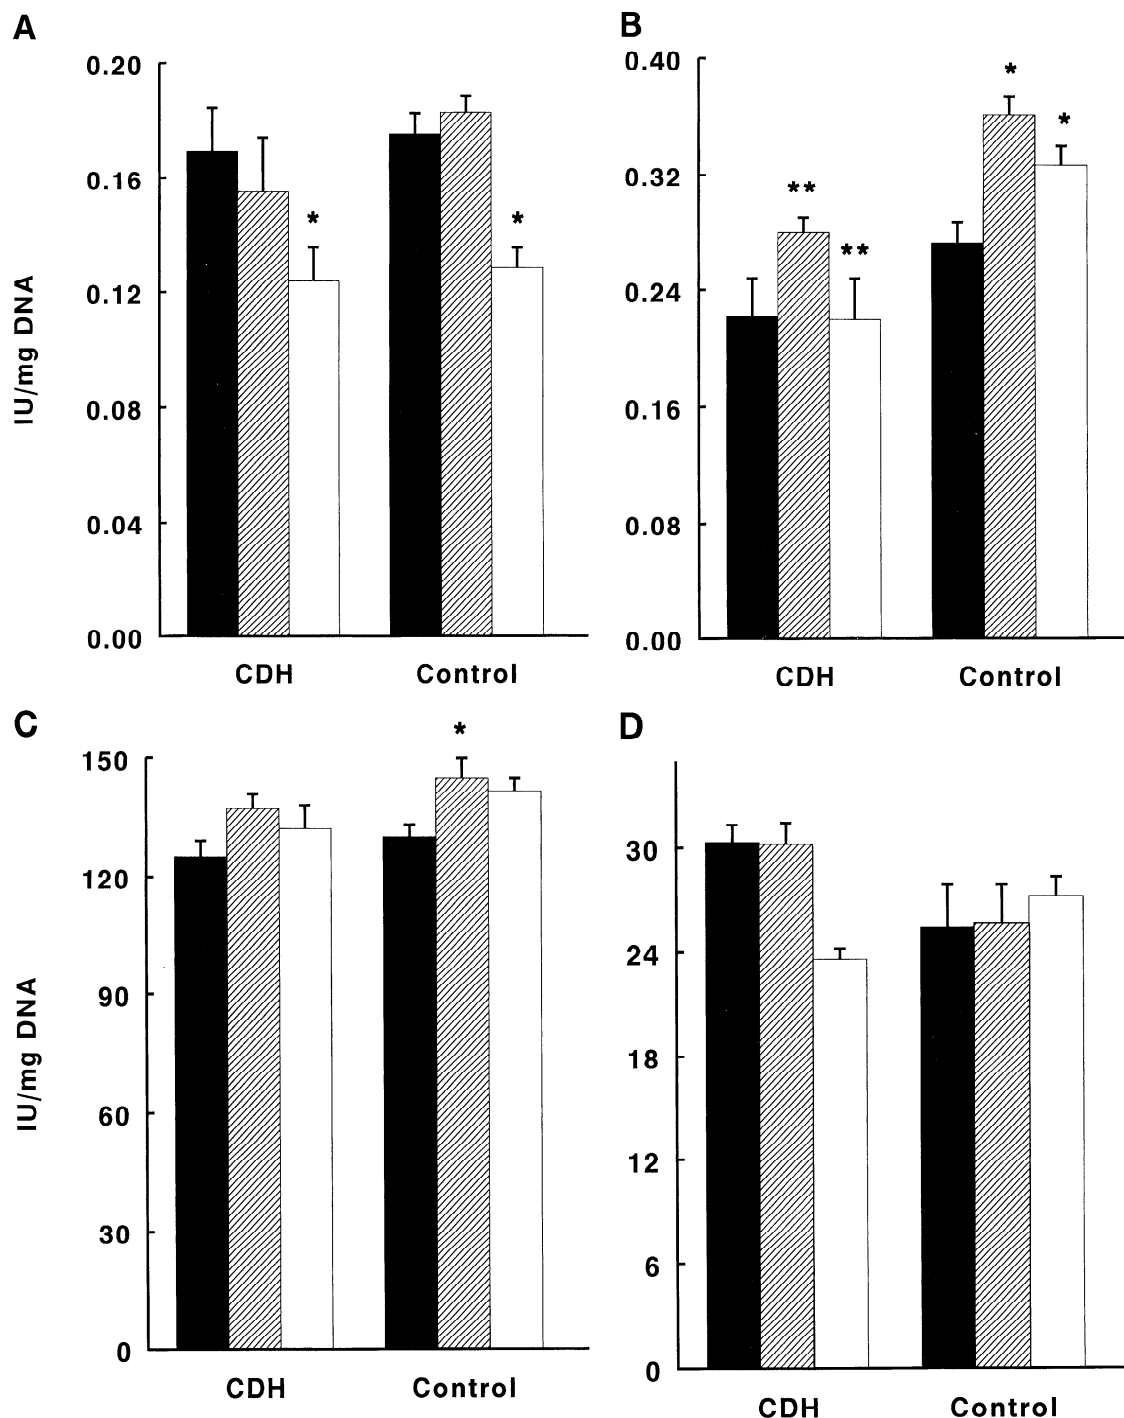 A
0.20
0.16
0.12
0.08
0.04
0.00
IU/mg DNA
*
*
CDH
Control
B
0.40
0.32
0.24
0.16
0.08
0.00
**
**
*
*
CDH
Control
C
150
120
90
60
30
0
IU/mg DNA
*
CDH
Control
D
30
24
18
12
6
0
CDH
Control